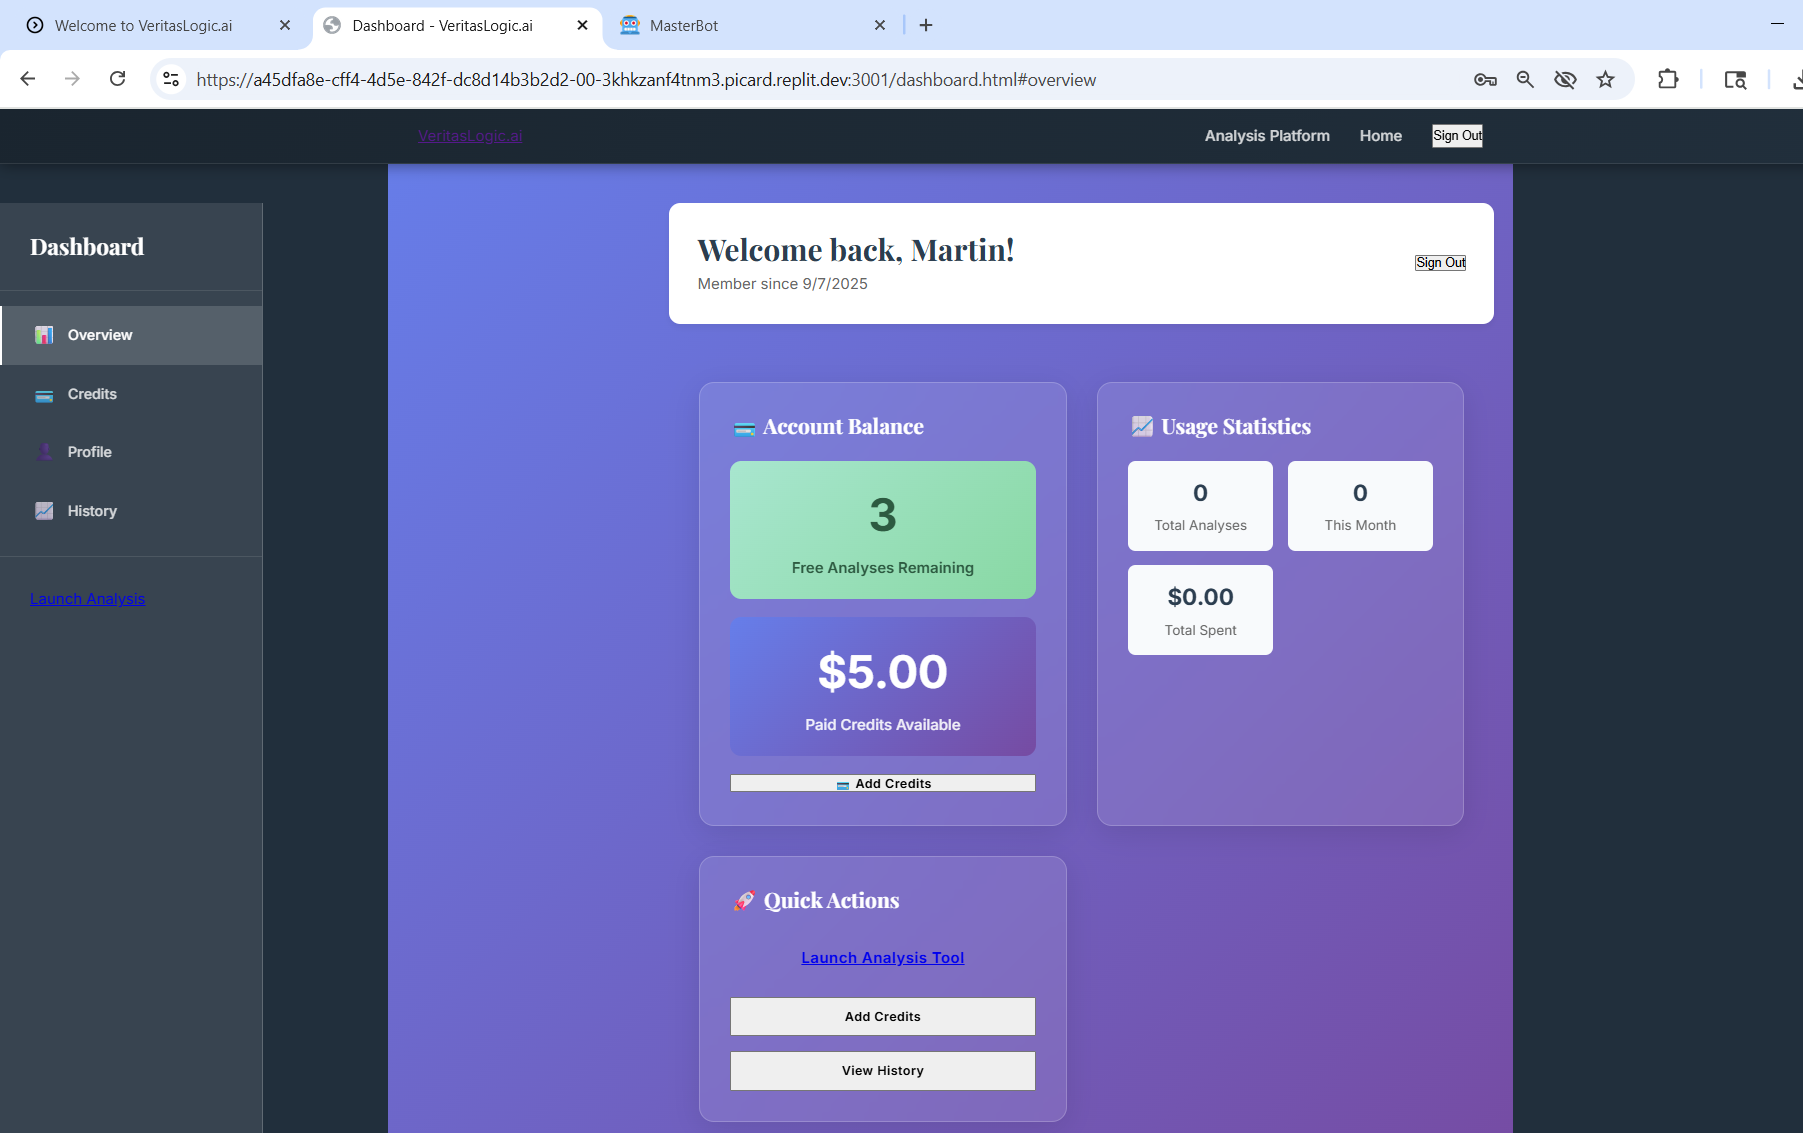 Welcome to VeritasLogic.ai
Dashboard - VeritasLogic.ai
MasterBot
https://a45dfa8e-cff4-4d5e-842f-dc8d14b3b2d2-00-3khkzanf4tnm3.picard.replit.dev:3001/dashboard.html#overview
VeritasLogic.ai
Analysis Platform
Home
Sign Out
Dashboard
Overview
Credits
Profile
History
Launch Analysis
Welcome back, Martin!
Member since 9/7/2025
Sign Out
Account Balance
3
Free Analyses Remaining
$5.00
Paid Credits Available
Add Credits
Usage Statistics
0
Total Analyses
0
This Month
$0.00
Total Spent
Quick Actions
Launch Analysis Tool
Add Credits
View History